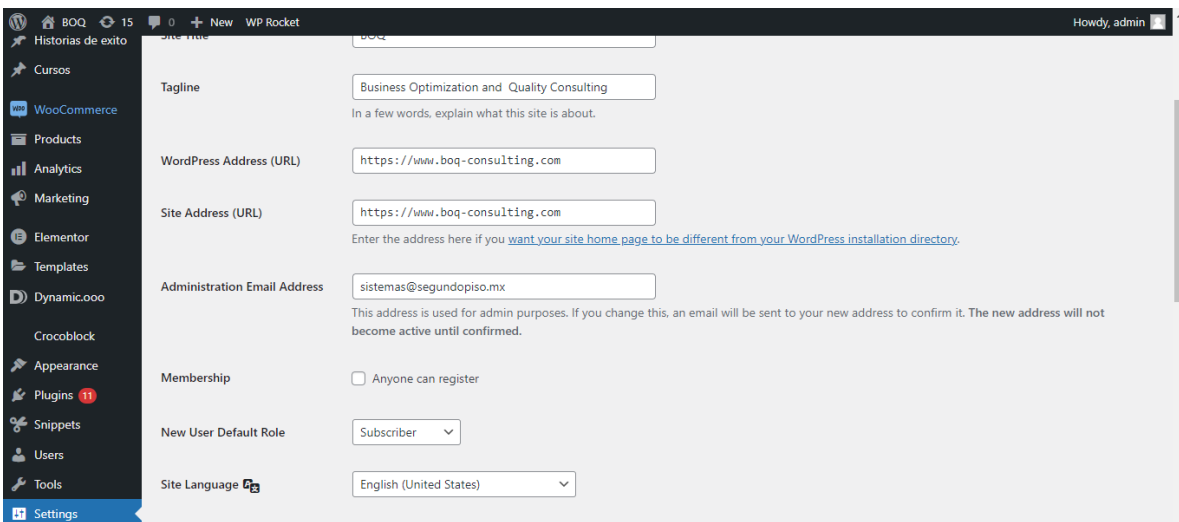 BOQ 15 0 New WP Rocket Howdy, admin
Historias de exito
Cursos
WooCommerce
Products
Analytics
Marketing
Elementor
Templates
Dynamic.ooo
Crocoblock
Appearance
Plugins 11
Snippets
Users
Tools
Settings
Site Title BOQ
Tagline Business Optimization and Quality Consulting
In a few words, explain what this site is about.
WordPress Address (URL) https://www.boq-consulting.com
Site Address (URL) https://www.boq-consulting.com
Enter the address here if you want your site home page to be different from your WordPress installation directory.
Administration Email Address sistemas@segundopiso.mx
This address is used for admin purposes. If you change this, an email will be sent to your new address to confirm it. The new address will not
become active until confirmed.
Membership Anyone can register
New User Default Role Subscriber
Site Language English (United States)